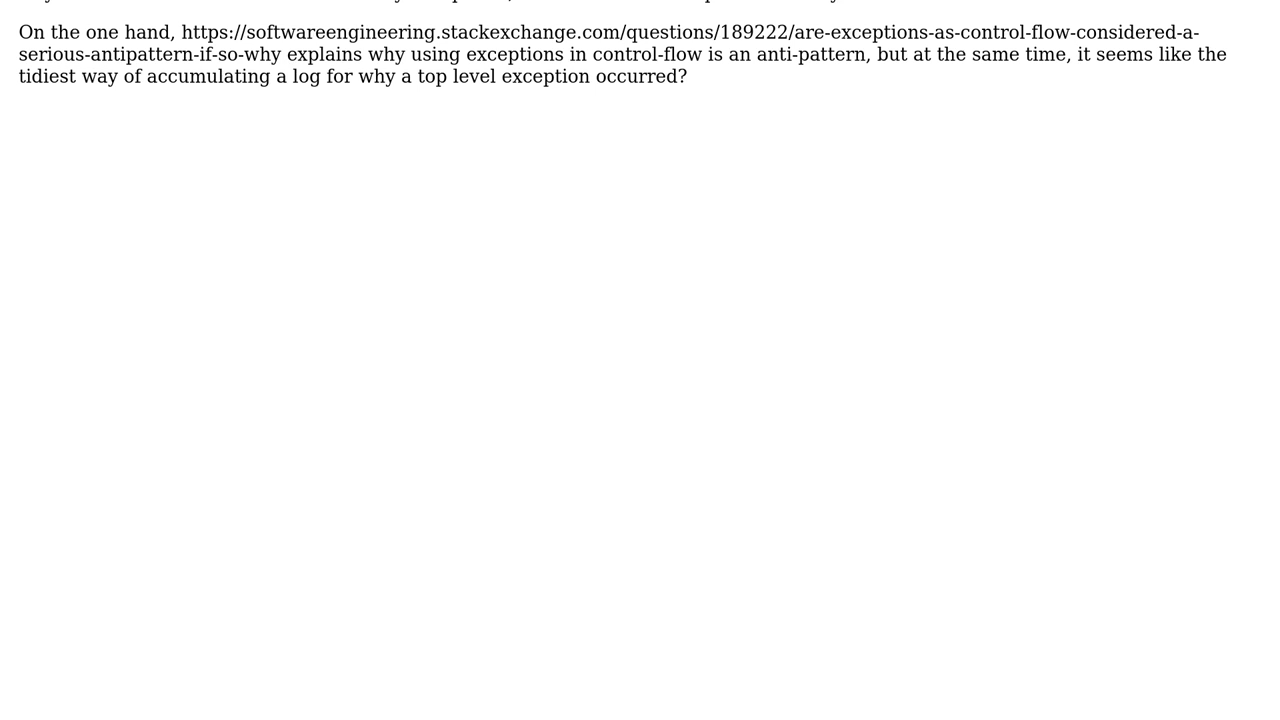 On the one hand, https://softwareengineering.stackexchange.com/questions/189222/are-exceptions-as-control-flow-considered-a-
serious-antipattern-if-so-why explains why using exceptions in control-flow is an anti-pattern, but at the same time, it seems like the
tidiest way of accumulating a log for why a top level exception occurred?